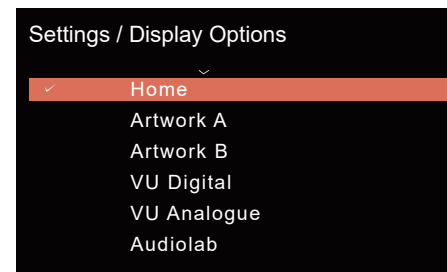 Settings / Display Options
Home
Artwork A
Artwork B
VU Digital
VU Analogue
Audiolab